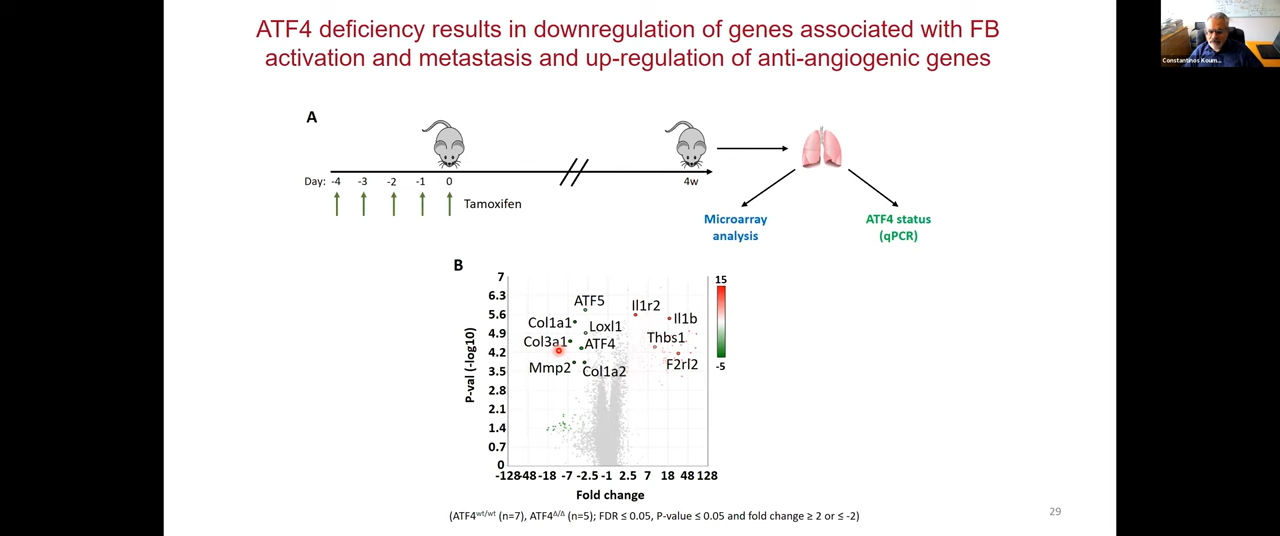 ATF4 deficiency results in downregulation of genes associated with FB
activation and metastasis and up-regulation of anti-angiogenic genes
Constantinos Koum...
A
Day: -4 -3 -2 -1 0 4w
Tamoxifen
Microarray
analysis
ATF4 status
(qPCR)
B
P-val (-log10)
7
6.3
5.6
4.9
4.2
3.5
2.8
2.1
1.4
0.7
0
ATF5
Col1a1
Loxl1
Col3a1
ATF4
Mmp2
Col1a2
Il1r2
Il1b
Thbs1
F2rl2
15
-5
-128 -48 -18 -7 -2.5 -1 2.5 7 18 48 128
Fold change
(ATF4wt/wt (n=7), ATF4Δ/Δ (n=5); FDR ≤ 0.05, P-value ≤ 0.05 and fold change ≥ 2 or ≤ -2)
29